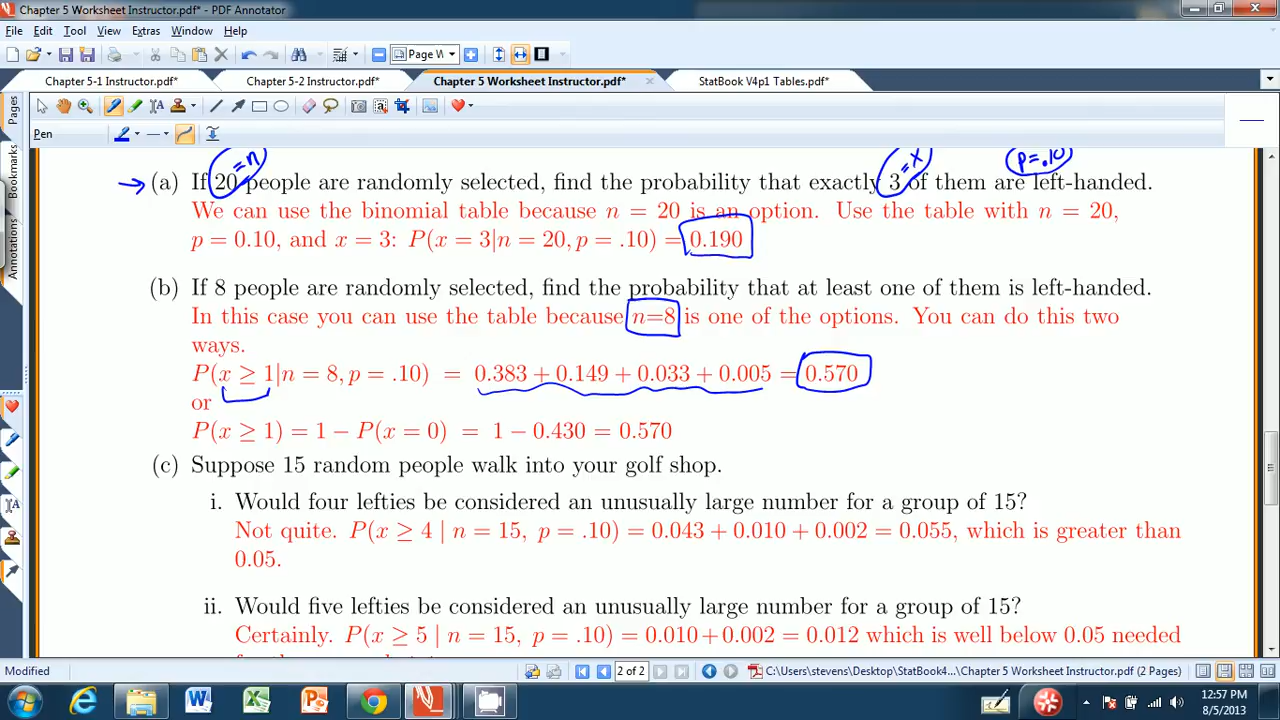 Chapter 5 Worksheet Instructor.pdf* - PDF Annotator
File Edit Tool View Extras Window Help
Page W
Chapter 5-1 Instructor.pdf* Chapter 5-2 Instructor.pdf* Chapter 5 Worksheet Instructor.pdf* StatBook V4p1 Tables.pdf*
Pen
Pages
Bookmarks
Annotations
=n =x p=.10
(a) If 20 people are randomly selected, find the probability that exactly 3 of them are left-handed.
We can use the binomial table because n = 20 is an option. Use the table with n = 20,
p = 0.10, and x = 3: P(x = 3|n = 20, p = .10) = 0.190
(b) If 8 people are randomly selected, find the probability that at least one of them is left-handed.
In this case you can use the table because n=8 is one of the options. You can do this two
ways.
P(x ≥ 1|n = 8, p = .10) = 0.383 + 0.149 + 0.033 + 0.005 = 0.570
or
P(x ≥ 1) = 1 − P(x = 0) = 1 − 0.430 = 0.570
(c) Suppose 15 random people walk into your golf shop.
i. Would four lefties be considered an unusually large number for a group of 15?
Not quite. P(x ≥ 4 | n = 15, p = .10) = 0.043 + 0.010 + 0.002 = 0.055, which is greater than
0.05.
ii. Would five lefties be considered an unusually large number for a group of 15?
Certainly. P(x ≥ 5 | n = 15, p = .10) = 0.010+0.002 = 0.012 which is well below 0.05 needed
Modified
2 of 2
C:\Users\stevens\Desktop\StatBook4...\Chapter 5 Worksheet Instructor.pdf (2 Pages)
12:57 PM
8/5/2013